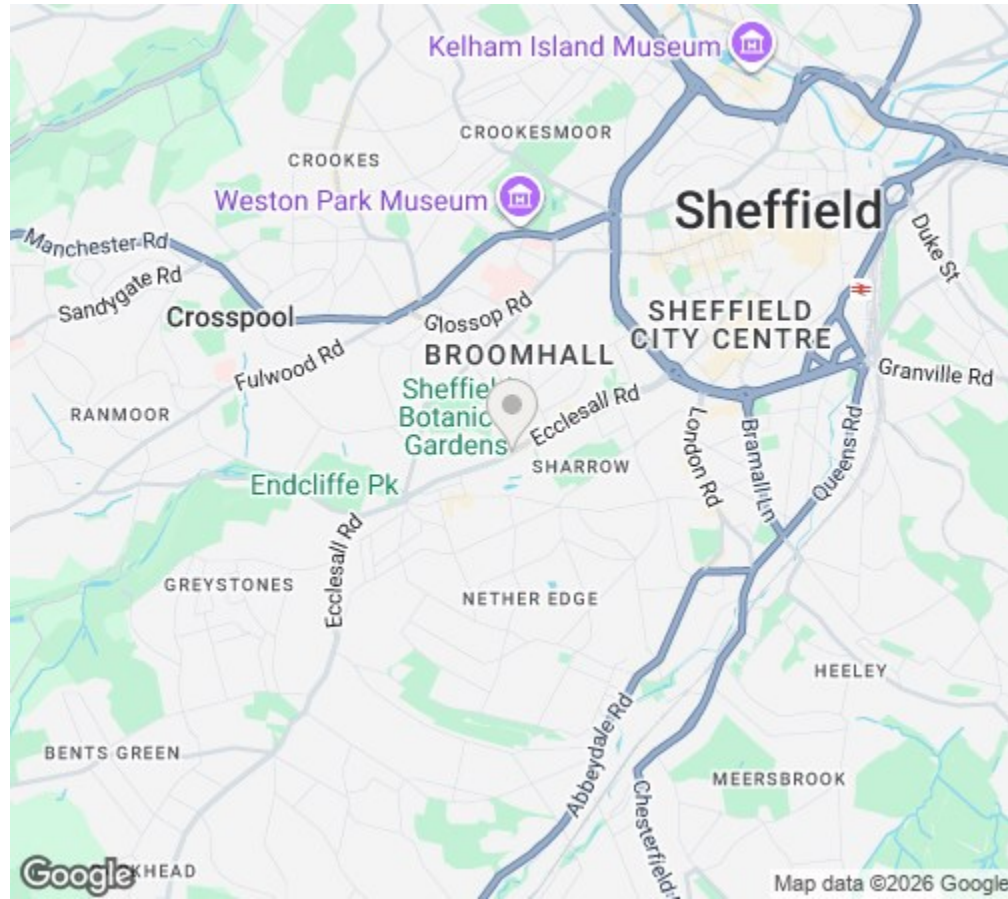 Kelham Island Museum
CROOKESMOOR
CROOKES
Weston Park Museum
Sheffield
Manchester Rd
Duke St
Sandygate Rd
Crosspool
Glossop Rd
SHEFFIELD
CITY CENTRE
Fulwood Rd
BROOMHALL
Granville Rd
Sheffield
Botanic
Gardens
Ecclesall Rd
RANMOOR
London Rd
Bramall Ln
Queens Rd
SHARROW
Endcliffe Pk
Ecclesall Rd
GREYSTONES
NETHER EDGE
HEELEY
Abbeydale Rd
BENTS GREEN
MEERSBROOK
Chesterfield
Google
KHEAD
Map data ©2026 Google